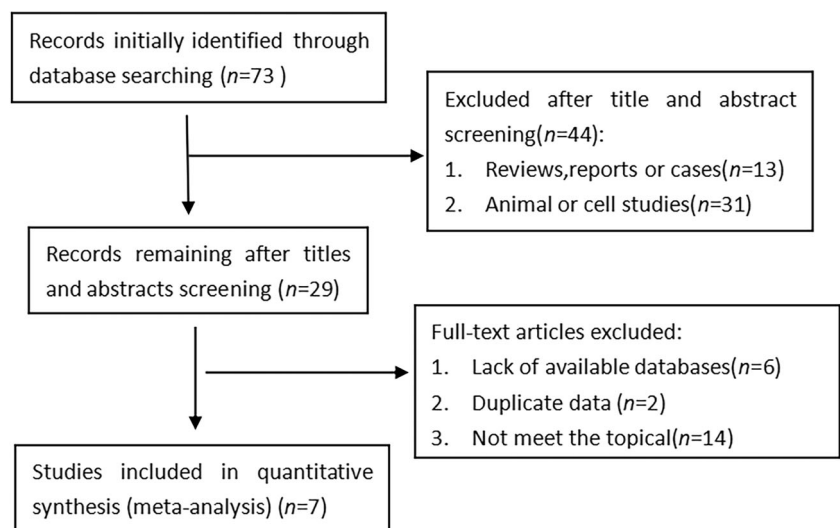 Records initially identified through
database searching (n=73 )
Excluded after title and abstract
screening(n=44):
1. Reviews,reports or cases(n=13)
2. Animal or cell studies(n=31)
Records remaining after titles
and abstracts screening (n=29)
Full-text articles excluded:
1. Lack of available databases(n=6)
2. Duplicate data (n=2)
3. Not meet the topical(n=14)
Studies included in quantitative
synthesis (meta-analysis) (n=7)